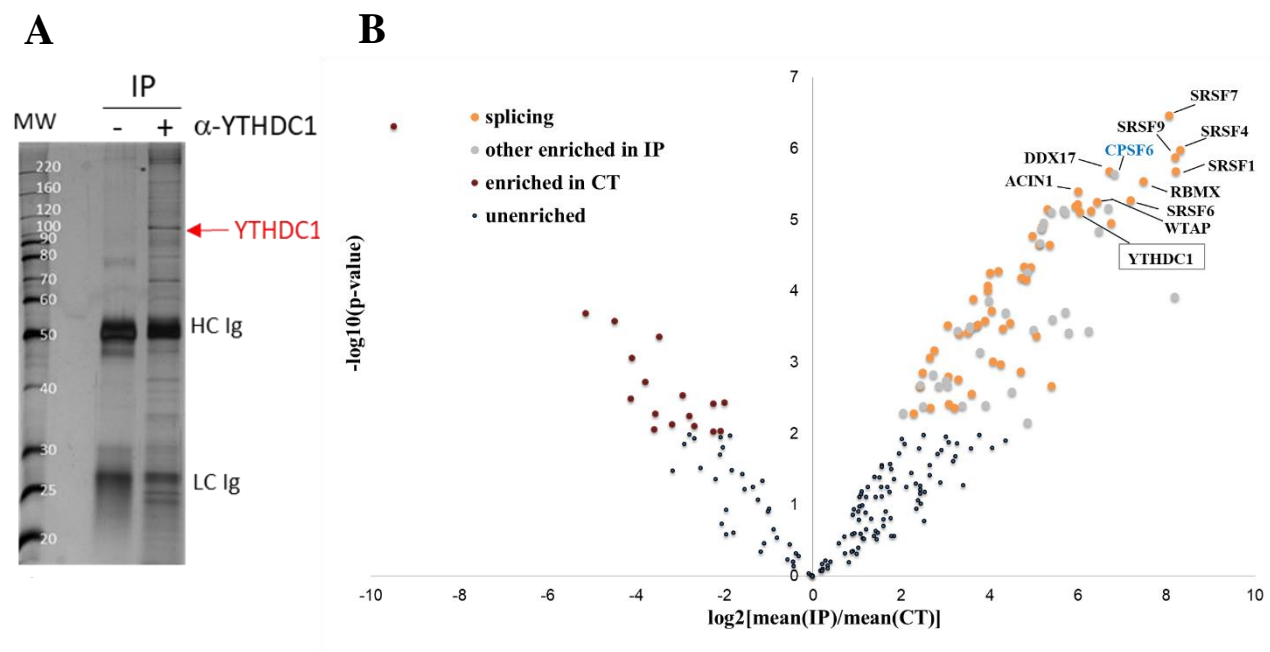 A
B
IP
MW
-
+
α-YTHDC1
220
160
120
100
90
80
70
60
50
40
30
25
20
YTHDC1
HC Ig
LC Ig
-log10(p-value)
7
6
5
4
3
2
1
0
splicing
other enriched in IP
enriched in CT
unenriched
SRSF7
SRSF9
SRSF4
CPSF6
DDX17
SRSF1
ACIN1
RBMX
SRSF6
WTAP
YTHDC1
-10 -8 -6 -4 -2 0 2 4 6 8 10
log2[mean(IP)/mean(CT)]